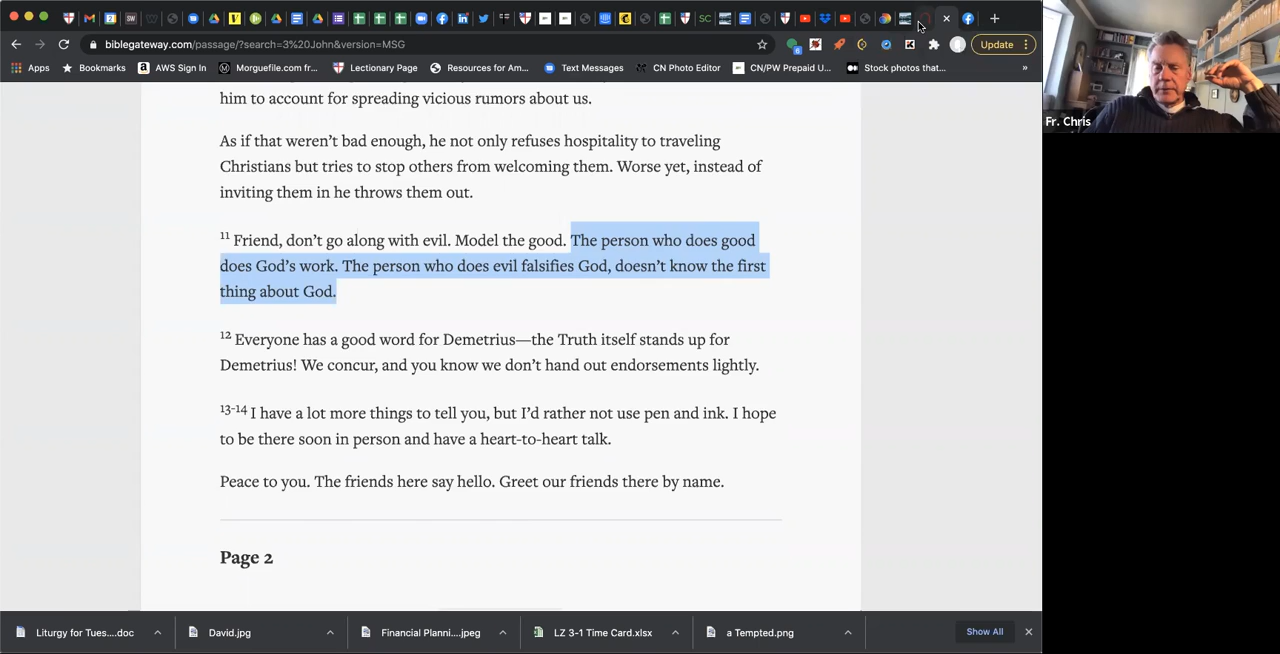 biblegateway.com/passage/?search=3%20John&version=MSG
Update
Apps Bookmarks AWS Sign In Morguefile.com fr... Lectionary Page Resources for Am... Text Messages CN Photo Editor CN/PW Prepaid U... Stock photos that... »
Fr. Chris
him to account for spreading vicious rumors about us.
As if that weren’t bad enough, he not only refuses hospitality to traveling
Christians but tries to stop others from welcoming them. Worse yet, instead of
inviting them in he throws them out.
11 Friend, don’t go along with evil. Model the good. The person who does good
does God’s work. The person who does evil falsifies God, doesn’t know the first
thing about God.
12 Everyone has a good word for Demetrius—the Truth itself stands up for
Demetrius! We concur, and you know we don’t hand out endorsements lightly.
13-14 I have a lot more things to tell you, but I’d rather not use pen and ink. I hope
to be there soon in person and have a heart-to-heart talk.
Peace to you. The friends here say hello. Greet our friends there by name.
Page 2
Liturgy for Tues....doc David.jpg Financial Planni....jpeg LZ 3-1 Time Card.xlsx a Tempted.png Show All